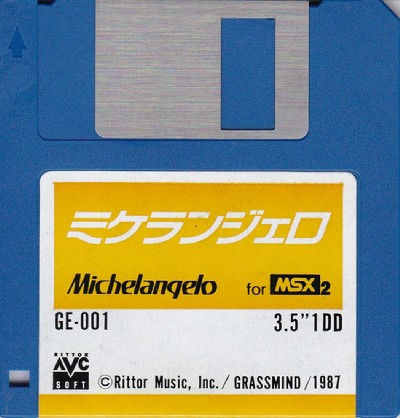 ミケランジェロ
Michelangelo for MSX2
GE-001 3.5"1DD
RITTOR
AVC
SOFT
©Rittor Music, Inc./ GRASSMIND /1987